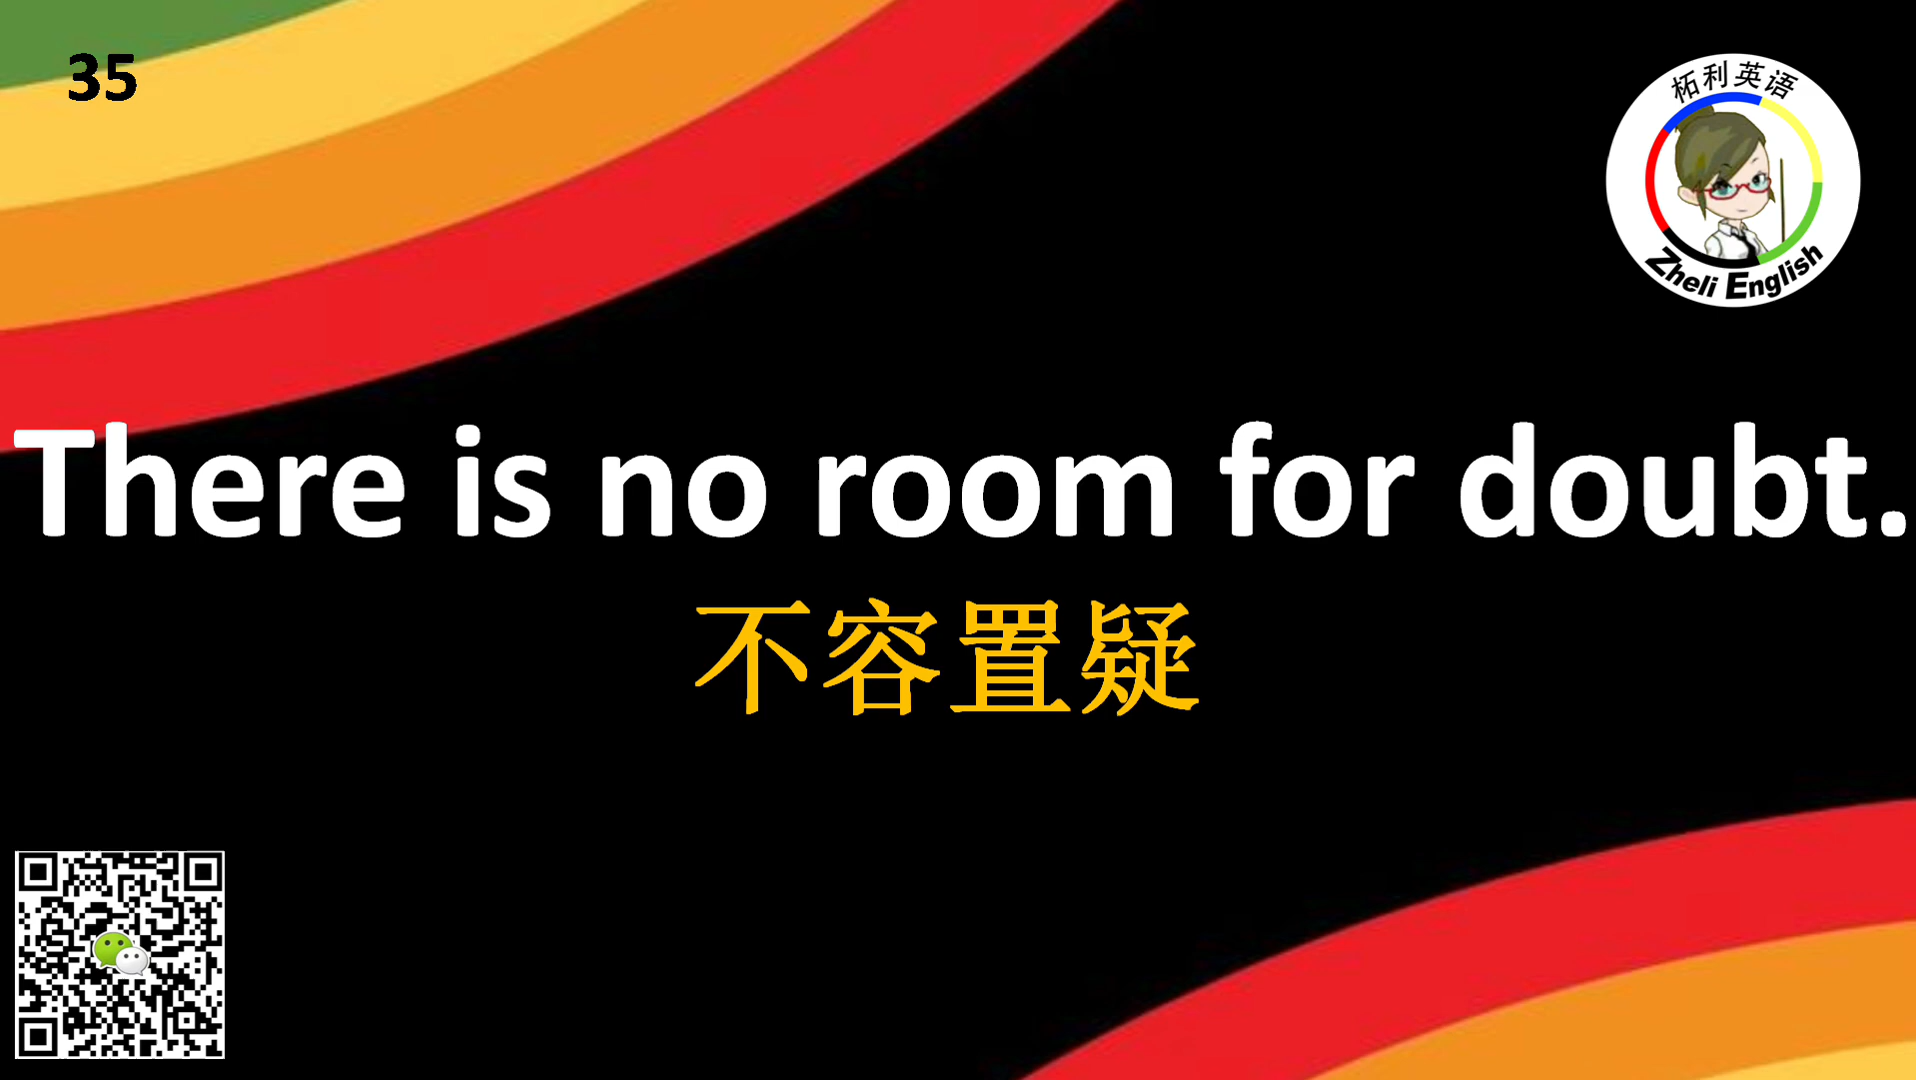 35
柘利英语
Zheli English
There is no room for doubt.
不容置疑